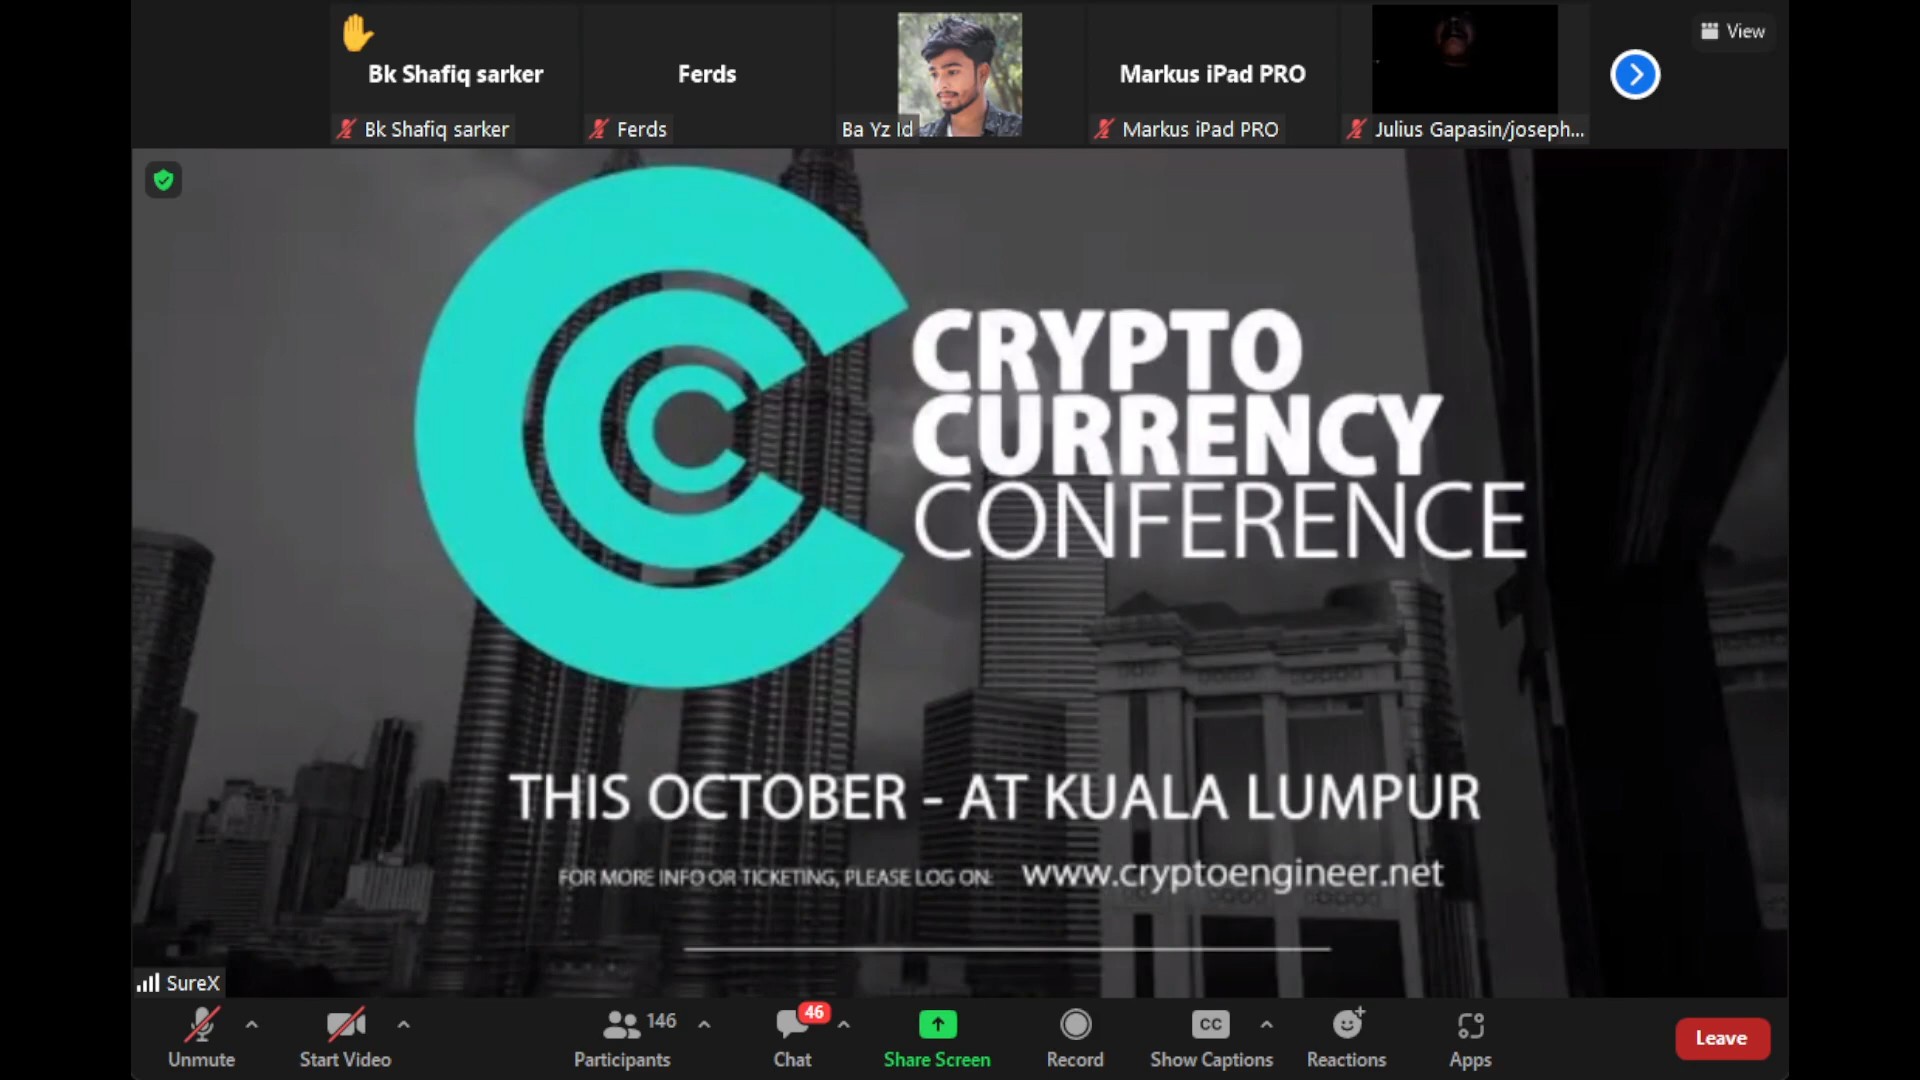 View
Bk Shafiq sarker
Ferds
Markus iPad PRO
Bk Shafiq sarker
Ferds
Ba Yz Id
Markus iPad PRO
Julius Gapasin/joseph...
CRYPTO
CURRENCY
CONFERENCE
THIS OCTOBER - AT KUALA LUMPUR
FOR MORE INFO OR TICKETING, PLEASE LOG ON: www.cryptoengineer.net
SureX
146
46
CC
Unmute
Start Video
Participants
Chat
Share Screen
Record
Show Captions
Reactions
Apps
Leave